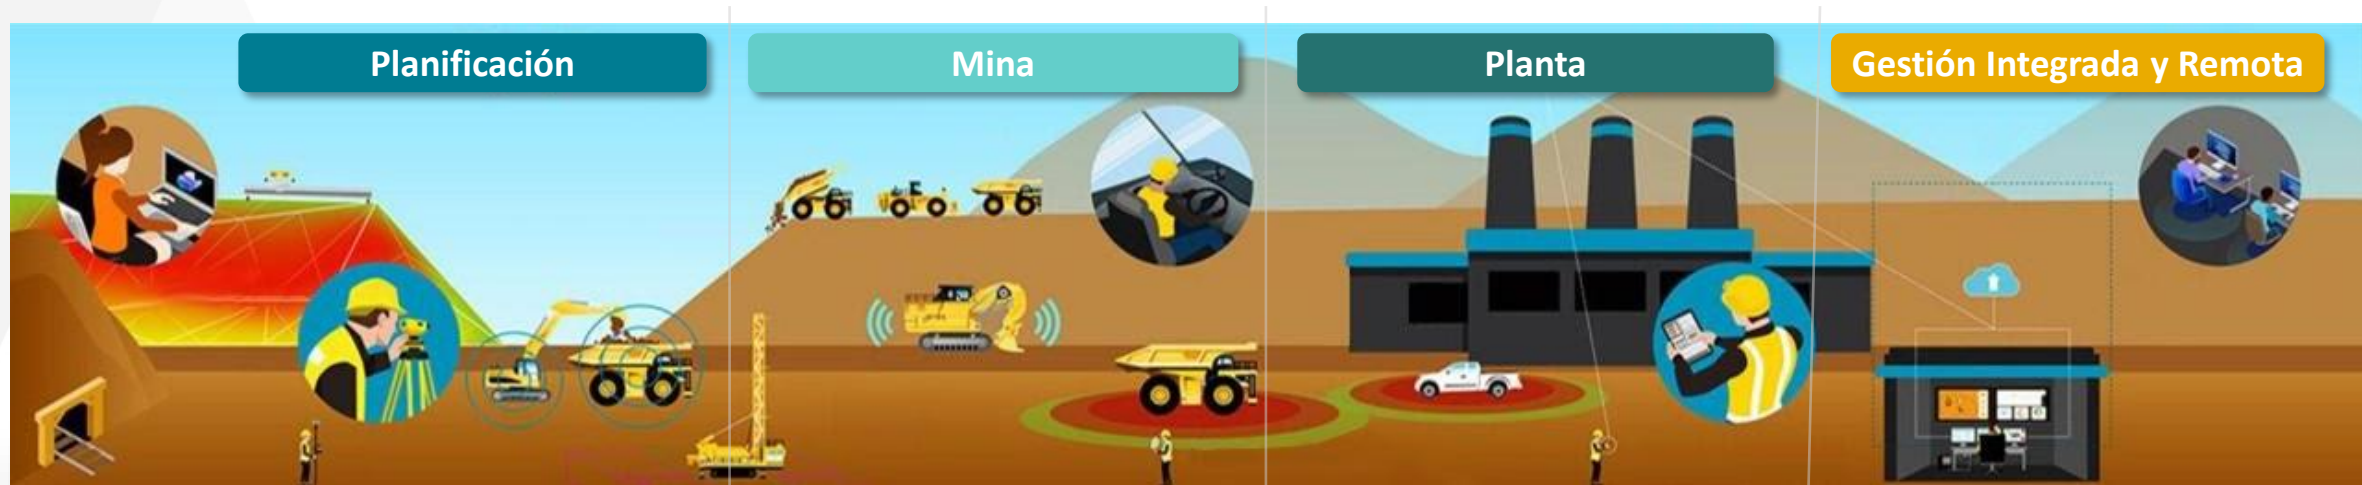 Planificación
Mina
Planta
Gestión Integrada y Remota